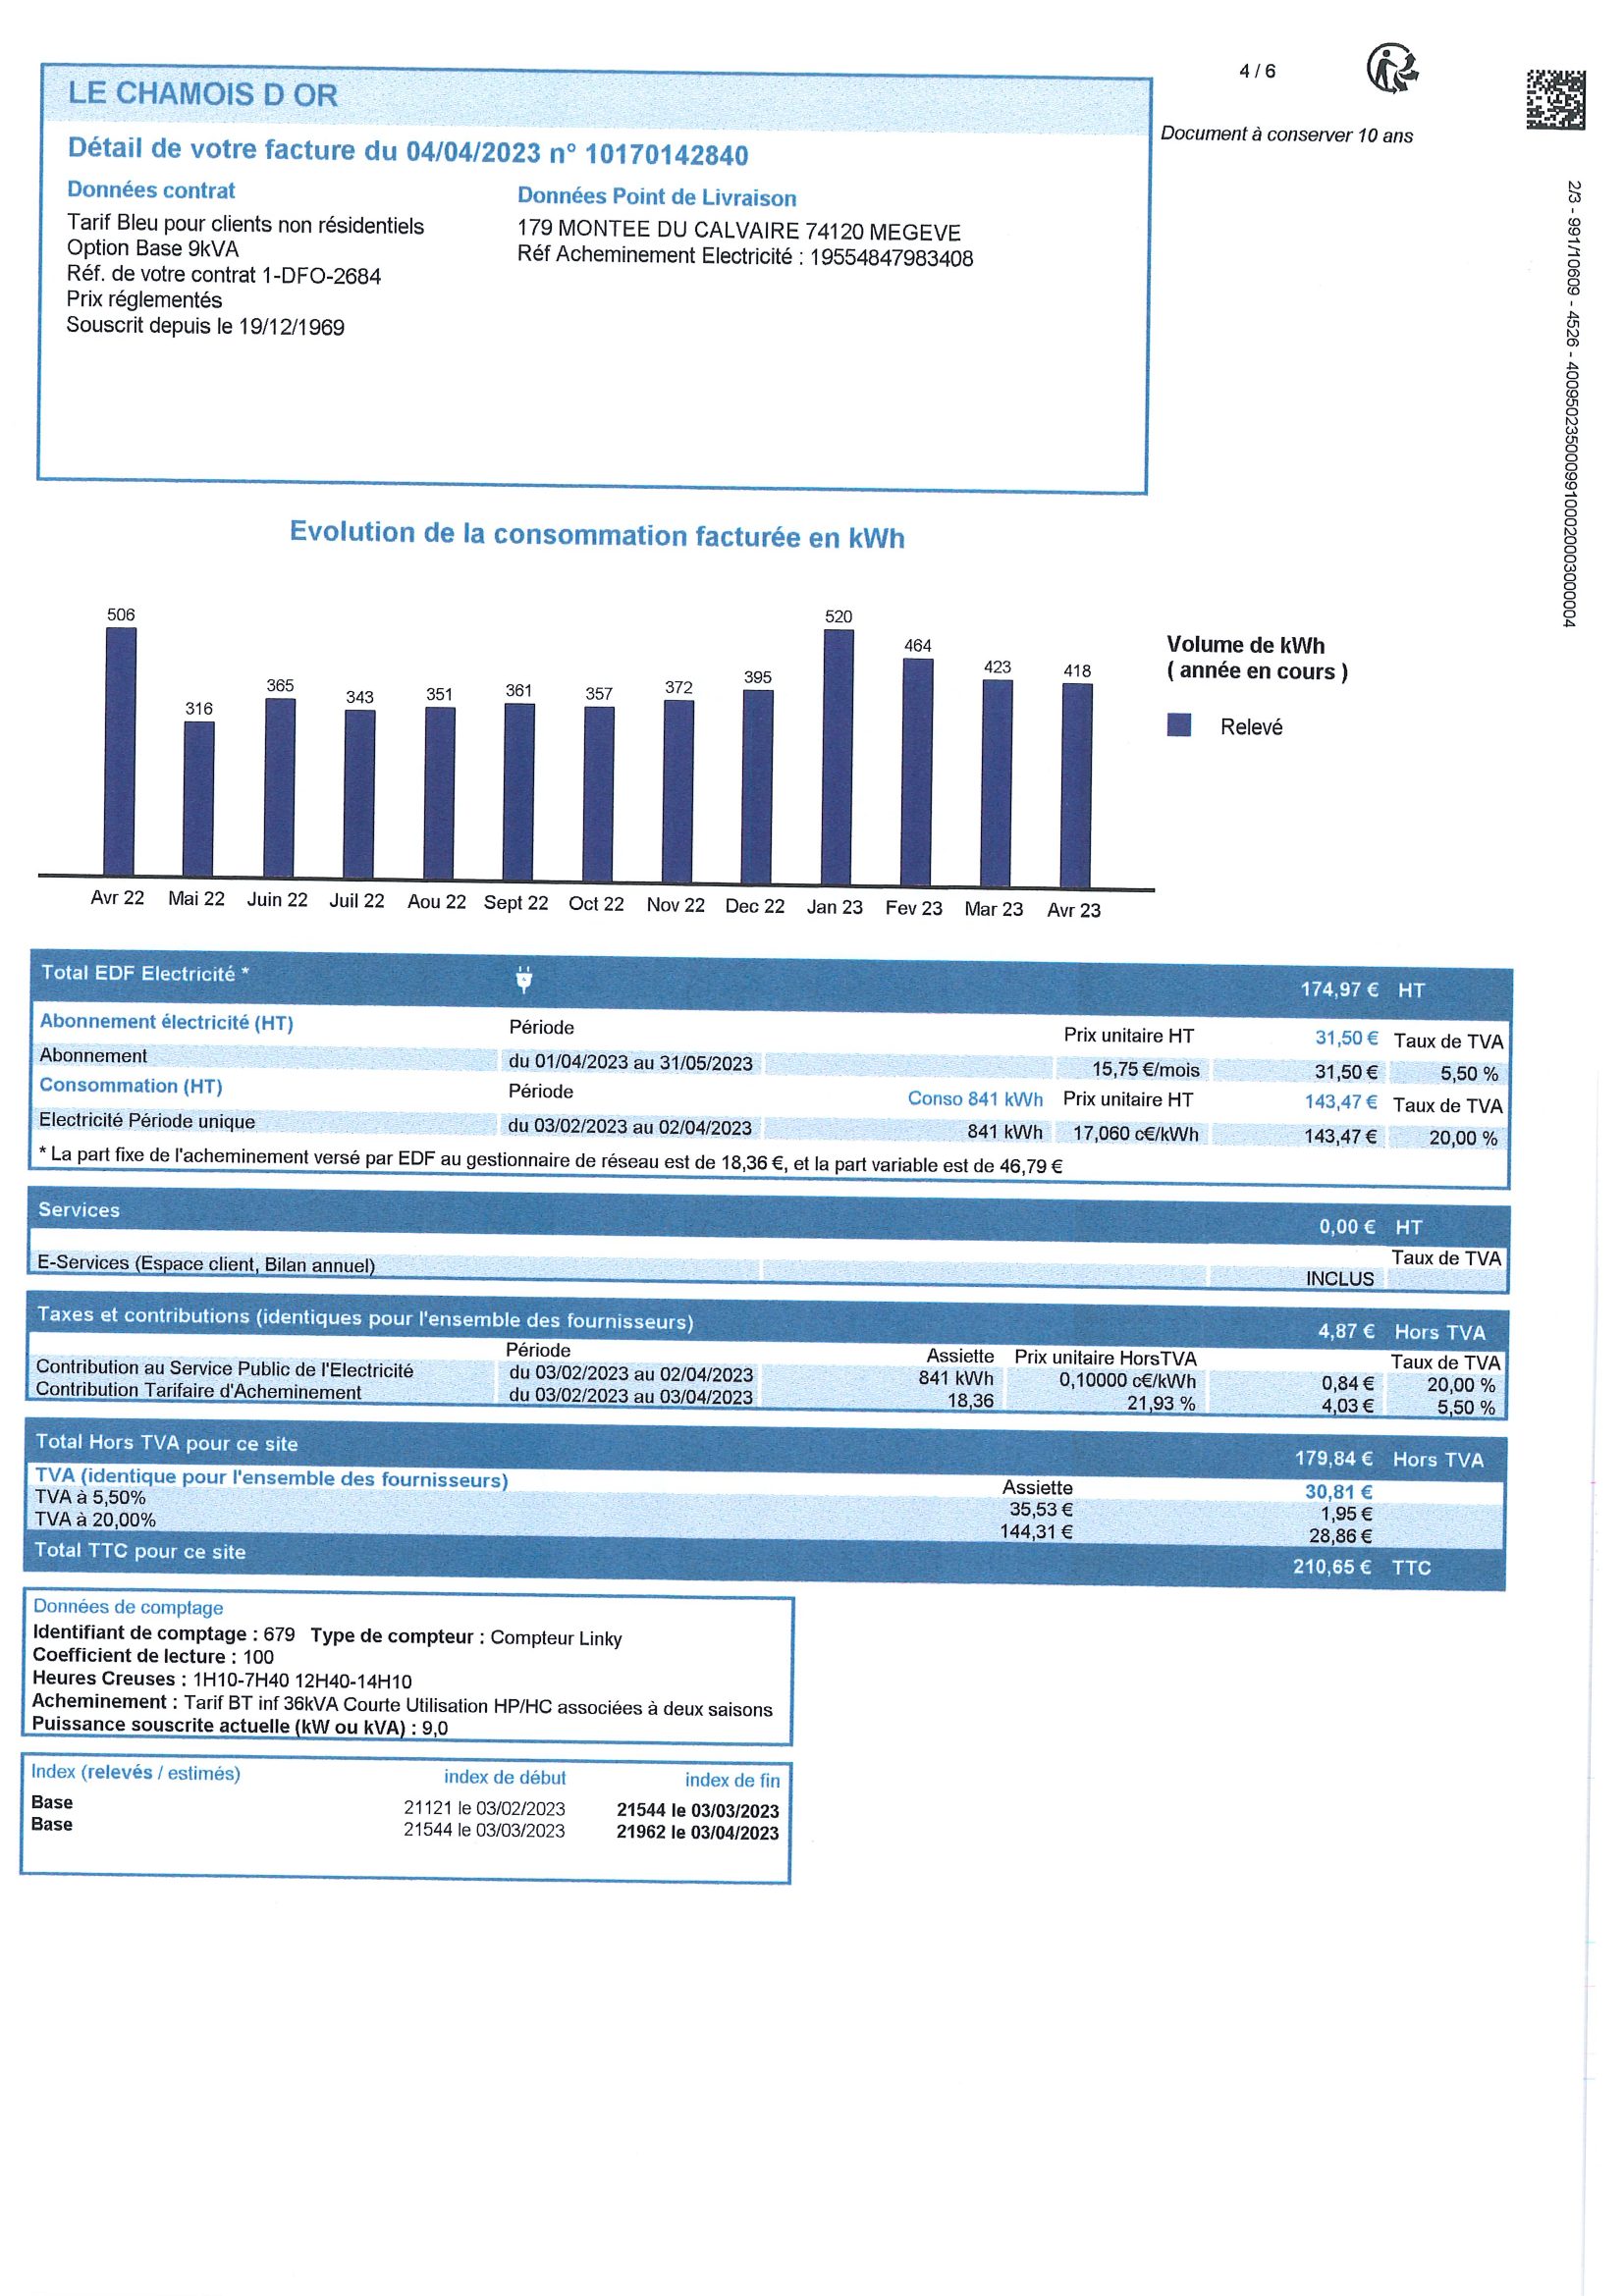 4 / 6
LE CHAMOIS D OR
Document à conserver 10 ans
Détail de votre facture du 04/04/2023 n° 10170142840
Données contrat
Tarif Bleu pour clients non résidentiels
Option Base 9kVA
Réf. de votre contrat 1-DFO-2684
Prix réglementés
Souscrit depuis le 19/12/1969
Données Point de Livraison
179 MONTEE DU CALVAIRE 74120 MEGEVE
Réf Acheminement Electricité : 19554847983408
2/3 - 991/10609 - 4526 - 40095023500099100020003000004
Evolution de la consommation facturée en kWh
506 316 365 343 351 361 357 372 395 520 464 423 418
Avr 22 Mai 22 Juin 22 Juil 22 Aou 22 Sept 22 Oct 22 Nov 22 Dec 22 Jan 23 Fev 23 Mar 23 Avr 23
Volume de kWh
( année en cours )
Relevé
Total EDF Electricité * 174,97 € HT
Abonnement électricité (HT) Période Prix unitaire HT 31,50 € Taux de TVA
Abonnement du 01/04/2023 au 31/05/2023 15,75 €/mois 31,50 € 5,50 %
Consommation (HT) Période Conso 841 kWh Prix unitaire HT 143,47 € Taux de TVA
Electricité Période unique du 03/02/2023 au 02/04/2023 841 kWh 17,060 c€/kWh 143,47 € 20,00 %
* La part fixe de l'acheminement versé par EDF au gestionnaire de réseau est de 18,36 €, et la part variable est de 46,79 €
Services 0,00 € HT
Taux de TVA
E-Services (Espace client, Bilan annuel) INCLUS
Taxes et contributions (identiques pour l'ensemble des fournisseurs) 4,87 € Hors TVA
Période Assiette Prix unitaire HorsTVA Taux de TVA
Contribution au Service Public de l'Electricité du 03/02/2023 au 02/04/2023 841 kWh 0,10000 c€/kWh 0,84 € 20,00 %
Contribution Tarifaire d'Acheminement du 03/02/2023 au 03/04/2023 18,36 21,93 % 4,03 € 5,50 %
Total Hors TVA pour ce site 179,84 € Hors TVA
TVA (identique pour l'ensemble des fournisseurs) Assiette 30,81 €
TVA à 5,50% 35,53 € 1,95 €
TVA à 20,00% 144,31 € 28,86 €
Total TTC pour ce site 210,65 € TTC
Données de comptage
Identifiant de comptage : 679 Type de compteur : Compteur Linky
Coefficient de lecture : 100
Heures Creuses : 1H10-7H40 12H40-14H10
Acheminement : Tarif BT inf 36kVA Courte Utilisation HP/HC associées à deux saisons
Puissance souscrite actuelle (kW ou kVA) : 9,0
Index (relevés / estimés) index de début index de fin
Base 21121 le 03/02/2023 21544 le 03/03/2023
Base 21544 le 03/03/2023 21962 le 03/04/2023